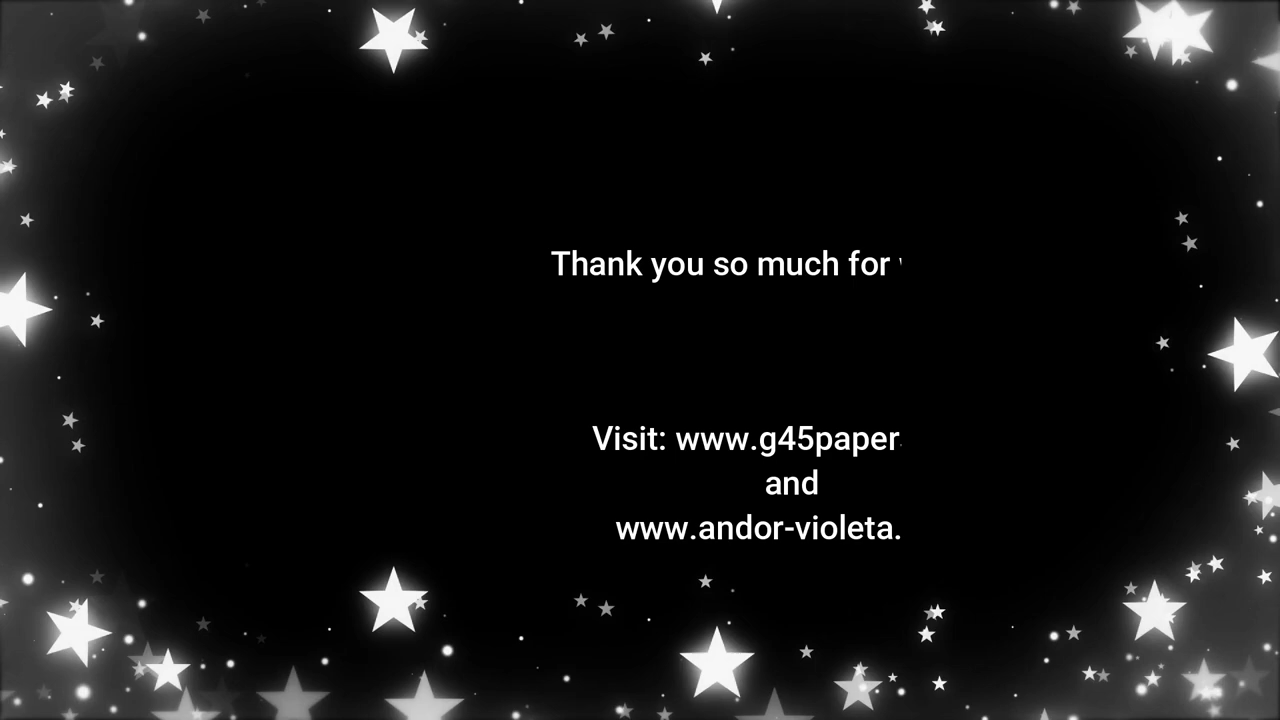 Thank you so much for
Visit: www.g45paper
and
www.andor-violeta.